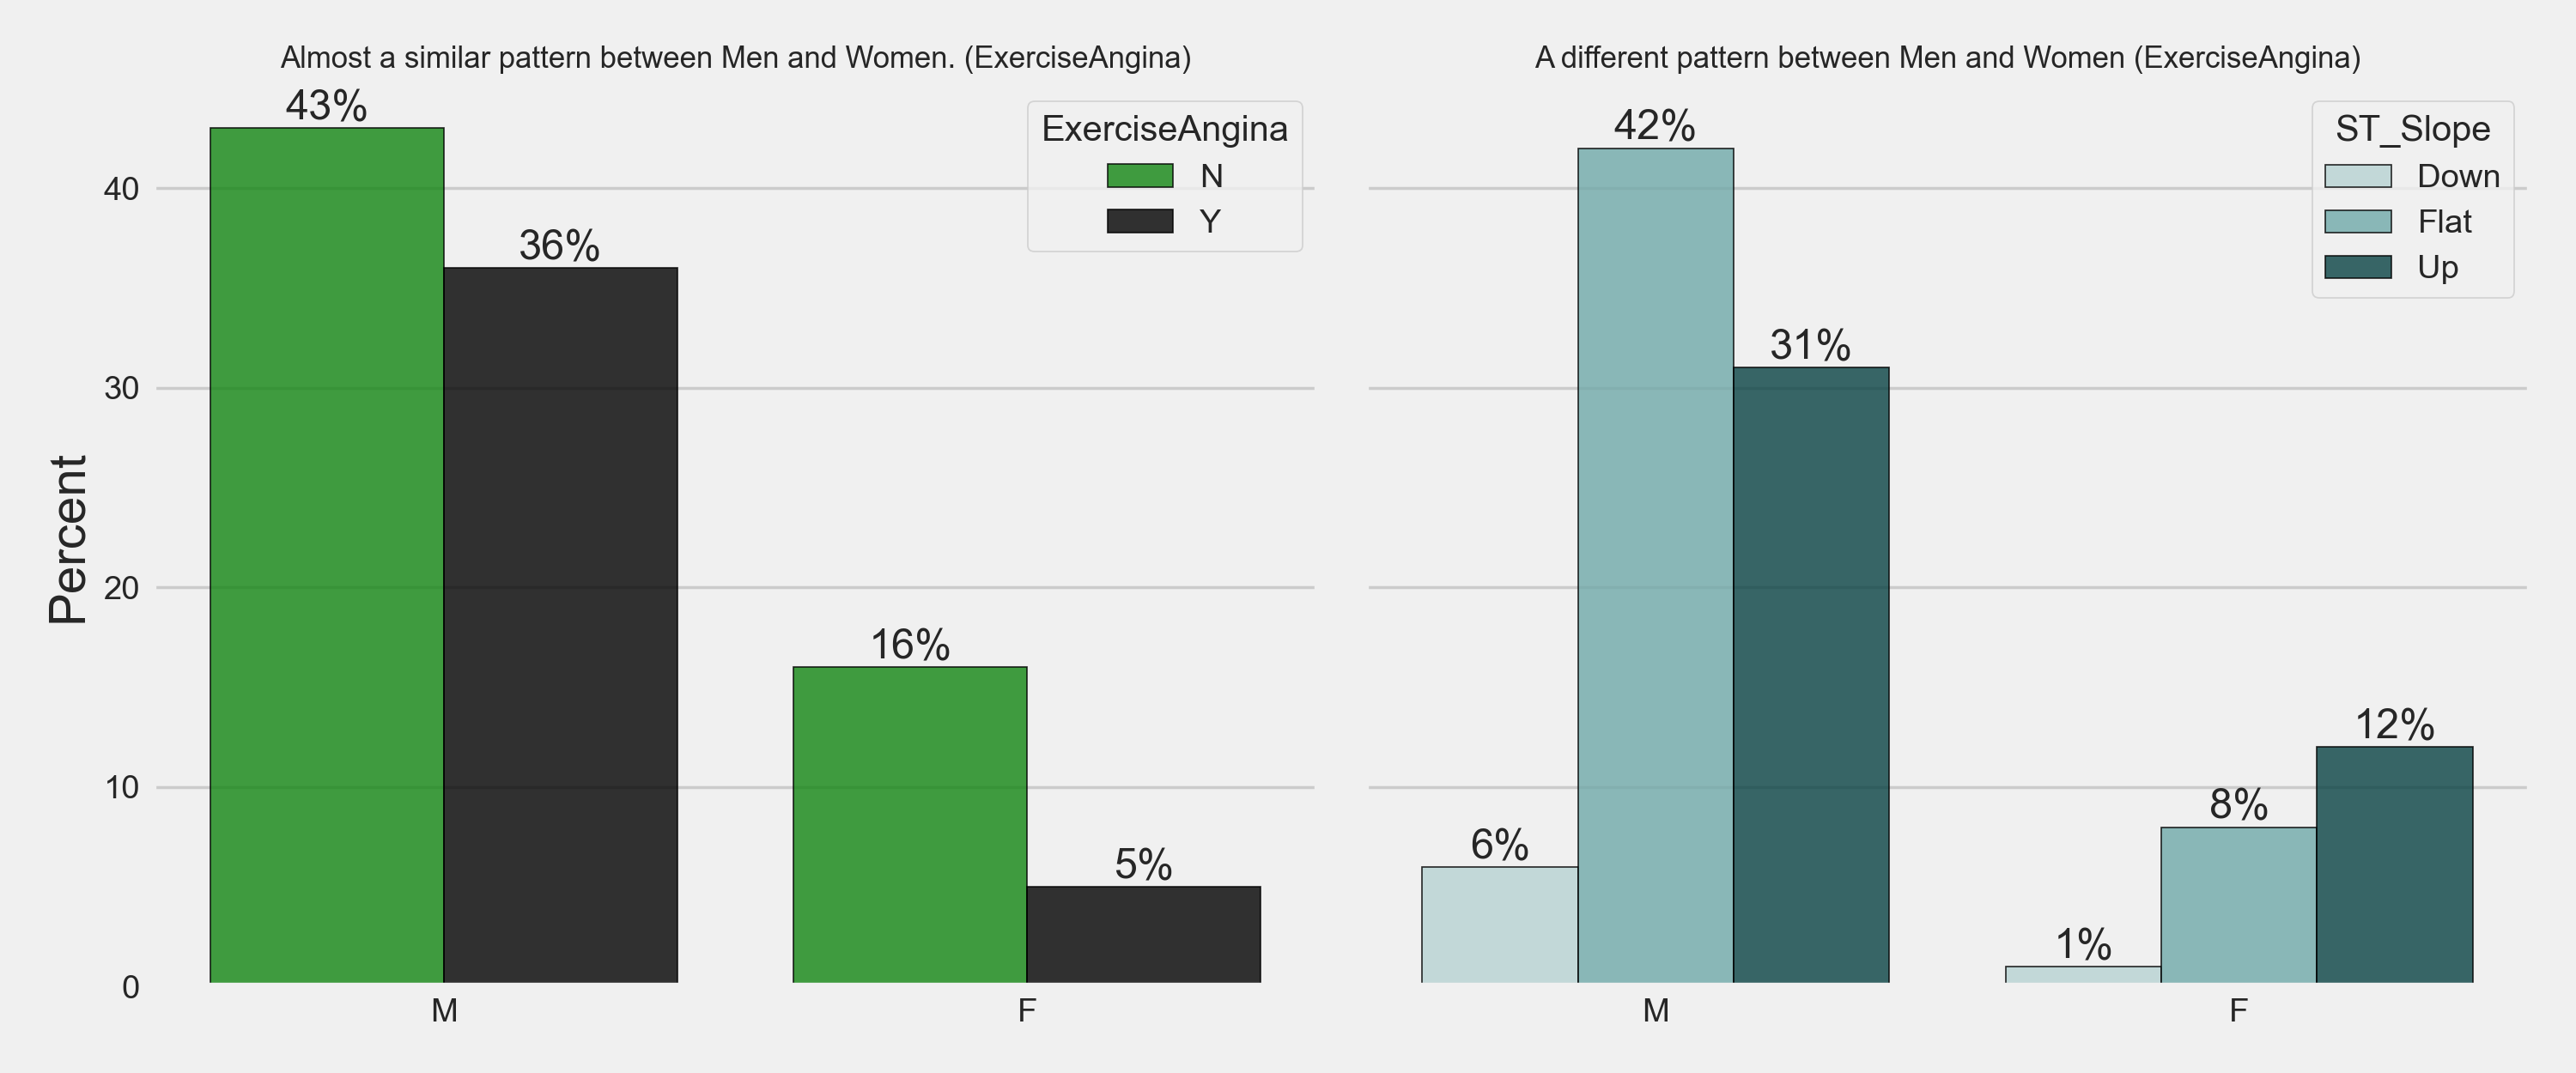 Almost a similar pattern between Men and Women. (ExerciseAngina)
43%
36%
16%
5%
ExerciseAngina
N
Y
Percent
40
30
20
10
0
M
F
A different pattern between Men and Women (ExerciseAngina)
42%
31%
6%
12%
8%
1%
ST_Slope
Down
Flat
Up
M
F